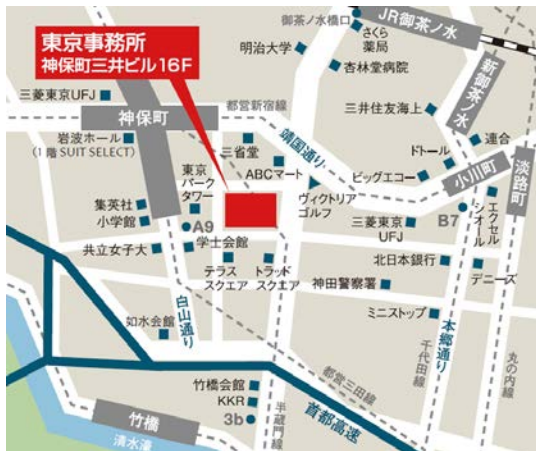 東京事務所
神保町三井ビル16F
御茶ノ水橋口
JR御茶ノ水
さくら
薬局
明治大学
杏林堂病院
新御茶ノ水
三菱東京UFJ
神保町
都営新宿線
三井住友海上
岩波ホール
(1階 SUIT SELECT)
三省堂
靖国通り
連合
ドトール
ABCマート
ビッグエコー
小川町
淡路町
東京
パーク
タワー
集英社
小学館
ヴィクトリア
ゴルフ
三菱東京
UFJ
B7
エクセル
シオール
A9
共立女子大
学士会館
北日本銀行
テラス
スクエア
トラッド
スクエア
神田警察署
デニーズ
如水会館
白山通り
ミニストップ
本郷通り
千代田線
丸の内線
都営三田線
竹橋会館
KKR
3b
半蔵門線
首都高速
竹橋
清水濠